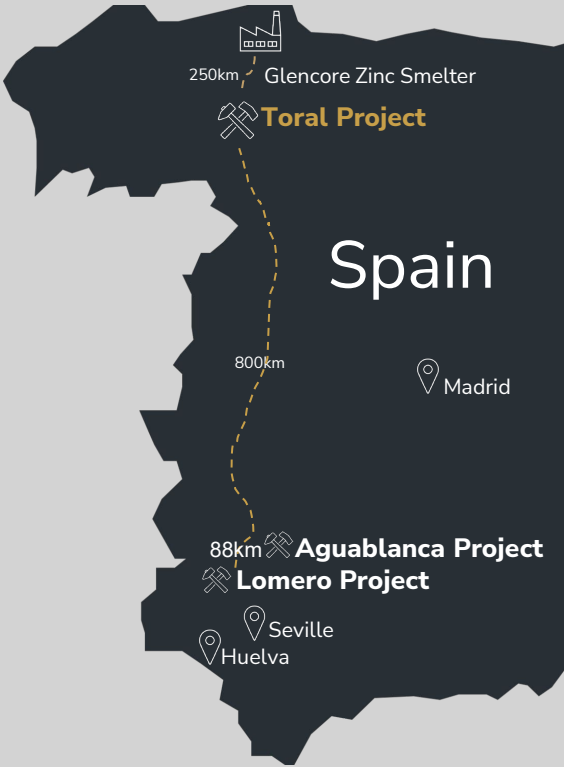 250km
Glencore Zinc Smelter
Toral Project
Spain
800km
Madrid
88km
Aguablanca Project
Lomero Project
Seville
Huelva